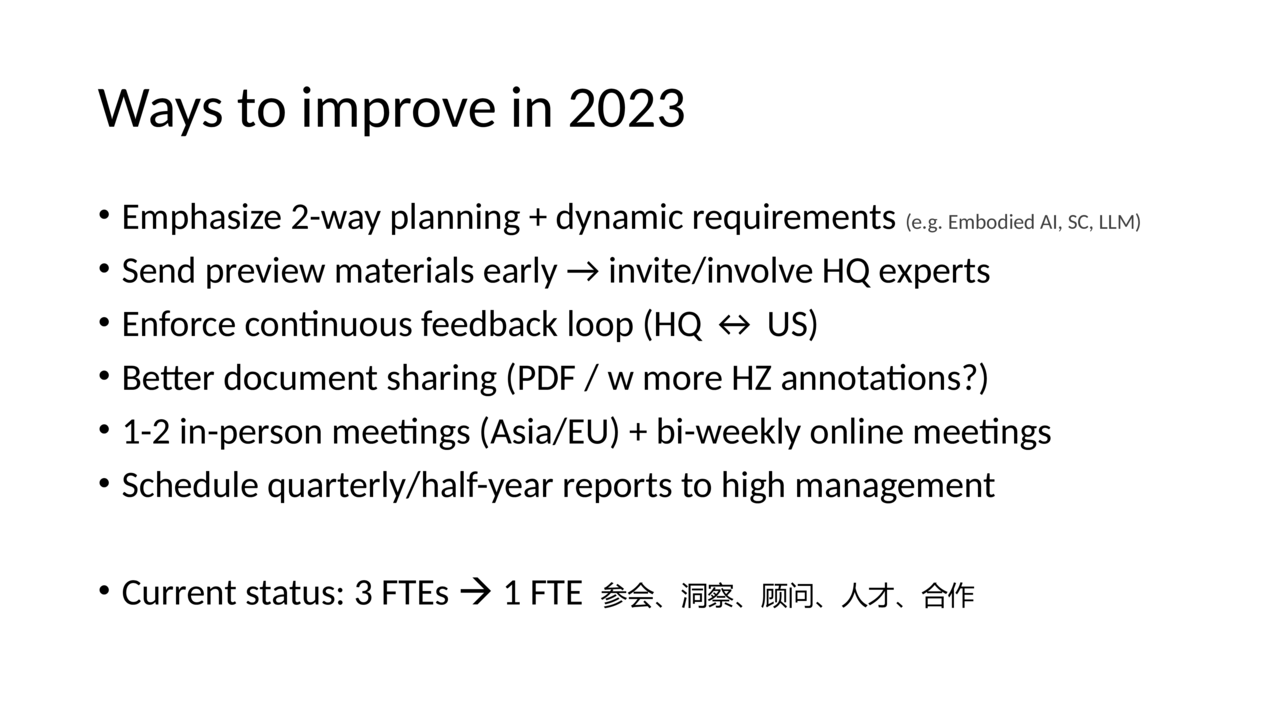 Ways to improve in 2023
• Emphasize 2-way planning + dynamic requirements (e.g. Embodied AI, SC, LLM)
• Send preview materials early → invite/involve HQ experts
• Enforce continuous feedback loop (HQ ↔ US)
• Better document sharing (PDF / w more HZ annotations?)
• 1-2 in-person meetings (Asia/EU) + bi-weekly online meetings
• Schedule quarterly/half-year reports to high management
• Current status: 3 FTEs → 1 FTE 参会、洞察、顾问、人才、合作